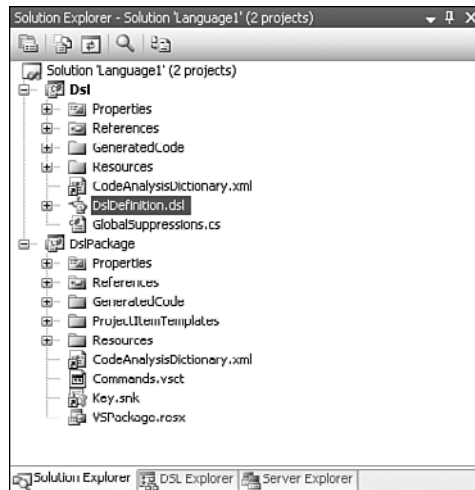 Solution Explorer - Solution 'Language1' (2 projects)
Solution 'Language1' (2 projects)
Dsl
Properties
References
GeneratedCode
Resources
CodeAnalysisDictionary.xml
DslDefinition.dsl
GlobalSuppressions.cs
DslPackage
Properties
References
GeneratedCode
ProjectItemTemplates
Resources
CodeAnalysisDictionary.xml
Commands.vsct
Key.snk
VSPackage.resx
Solution Explorer DSL Explorer Server Explorer